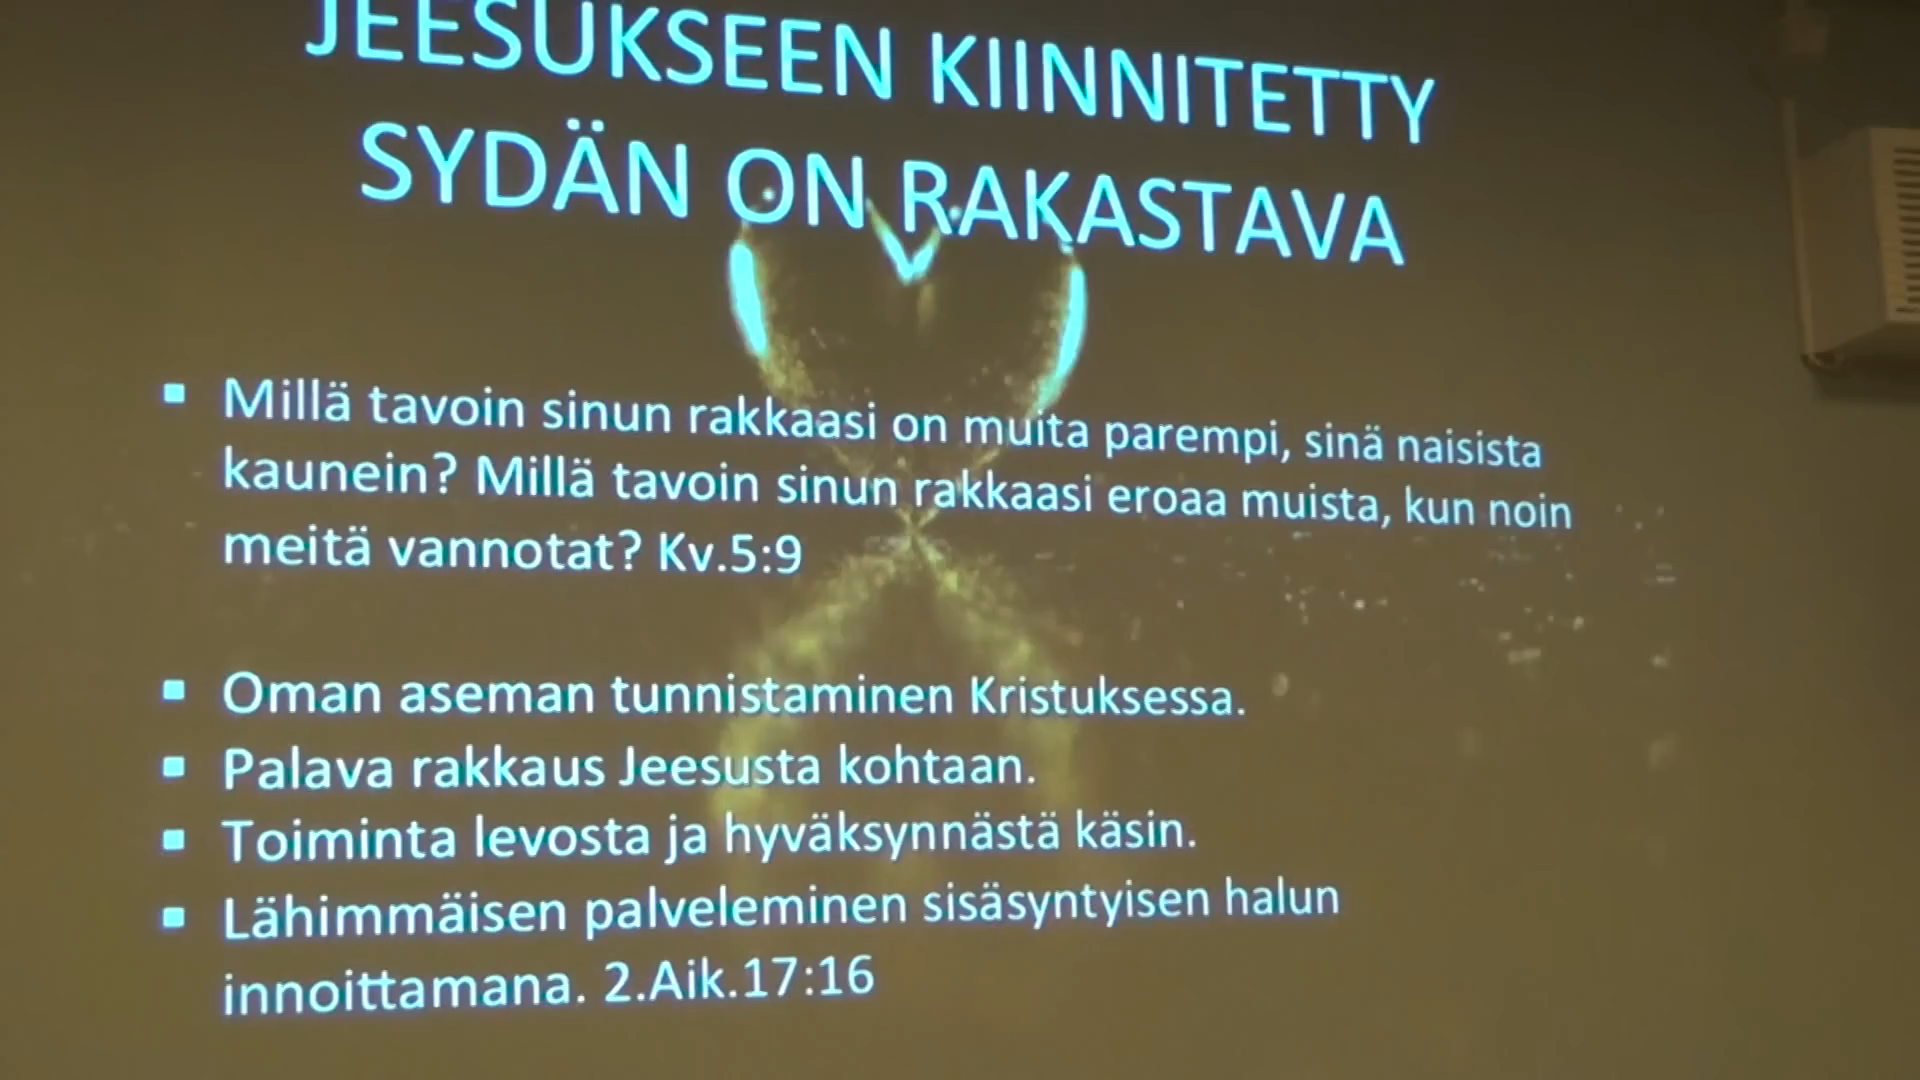 JEESUKSEEN KIINNITETTY
SYDÄN ON RAKASTAVA
▪ Millä tavoin sinun rakkaasi on muita parempi, sinä naisista
kaunein? Millä tavoin sinun rakkaasi eroaa muista, kun noin
meitä vannotat? Kv.5:9
▪ Oman aseman tunnistaminen Kristuksessa.
▪ Palava rakkaus Jeesusta kohtaan.
▪ Toiminta levosta ja hyväksynnästä käsin.
▪ Lähimmäisen palveleminen sisäsyntyisen halun
innoittamana. 2.Aik.17:16